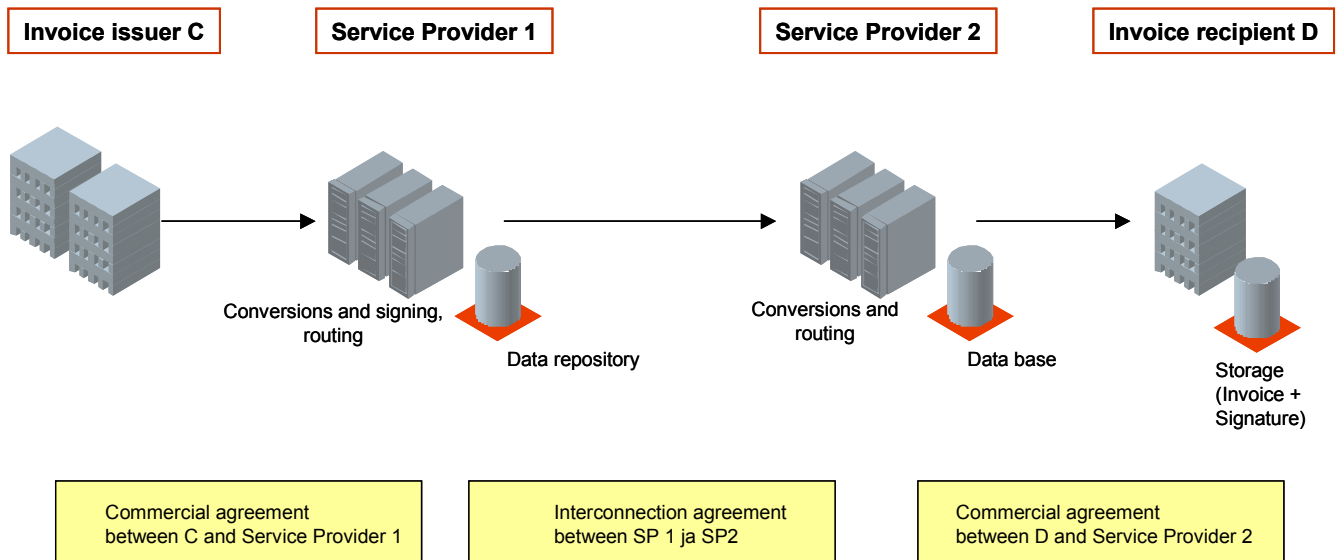 Invoice issuer C
Service Provider 1
Service Provider 2
Invoice recipient D
Conversions and signing,
routing
Data repository
Conversions and
routing
Data base
Storage
(Invoice +
Signature)
Commercial agreement
between C and Service Provider 1
Interconnection agreement
between SP 1 ja SP2
Commercial agreement
between D and Service Provider 2